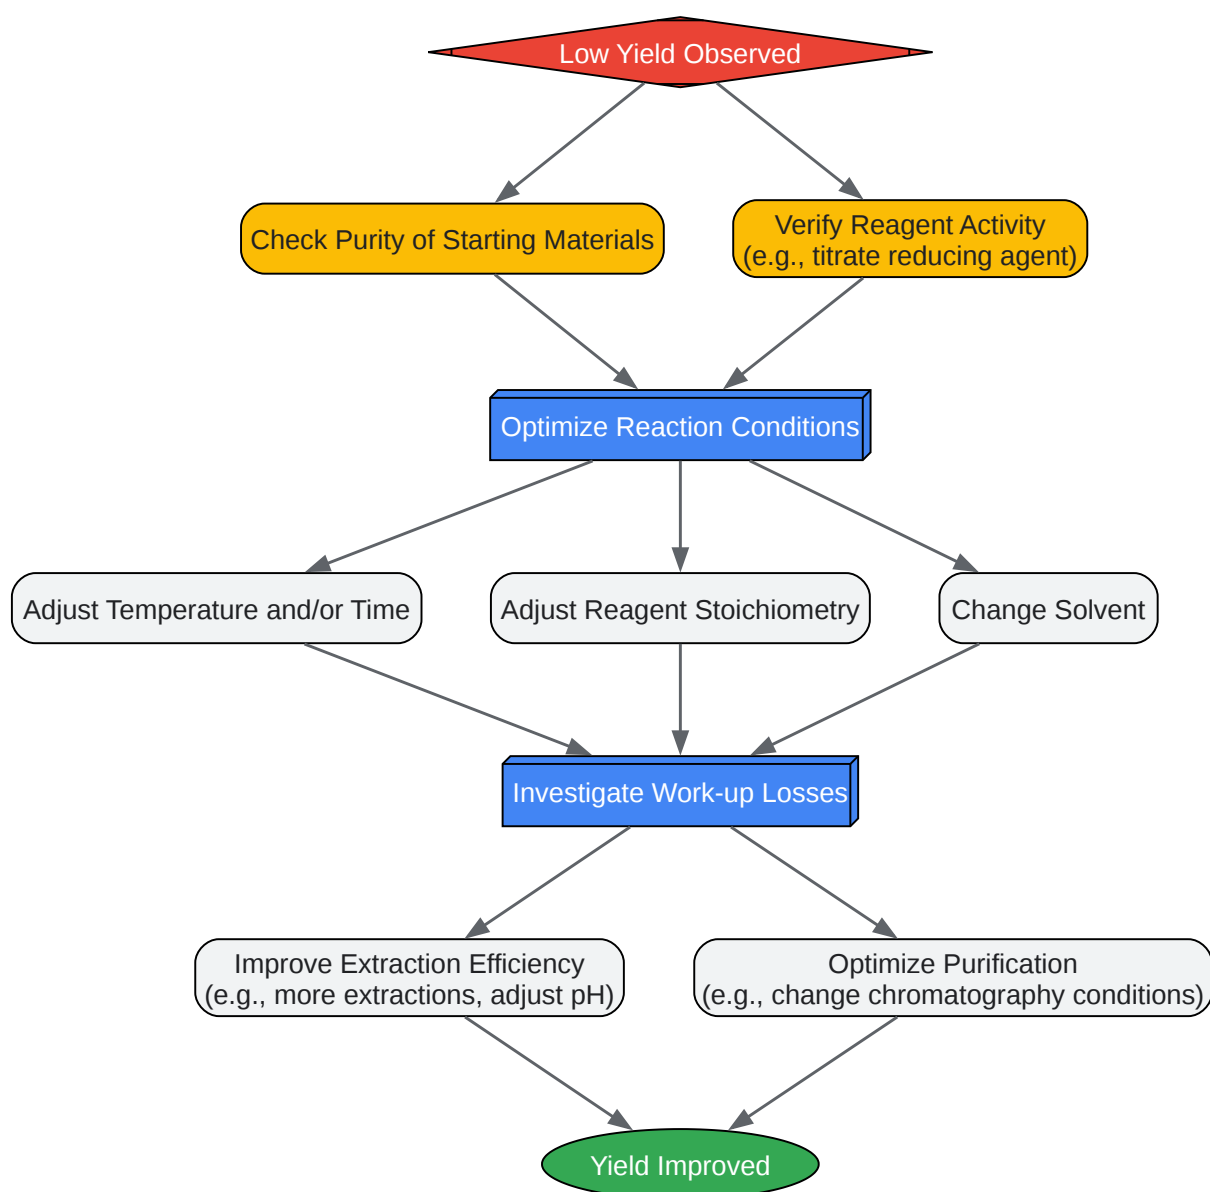 Low Yield Observed
Check Purity of Starting Materials
Verify Reagent Activity
(e.g., titrate reducing agent)
Optimize Reaction Conditions
Adjust Temperature and/or Time
Adjust Reagent Stoichiometry
Change Solvent
Investigate Work-up Losses
Improve Extraction Efficiency
(e.g., more extractions, adjust pH)
Optimize Purification
(e.g., change chromatography conditions)
Yield Improved